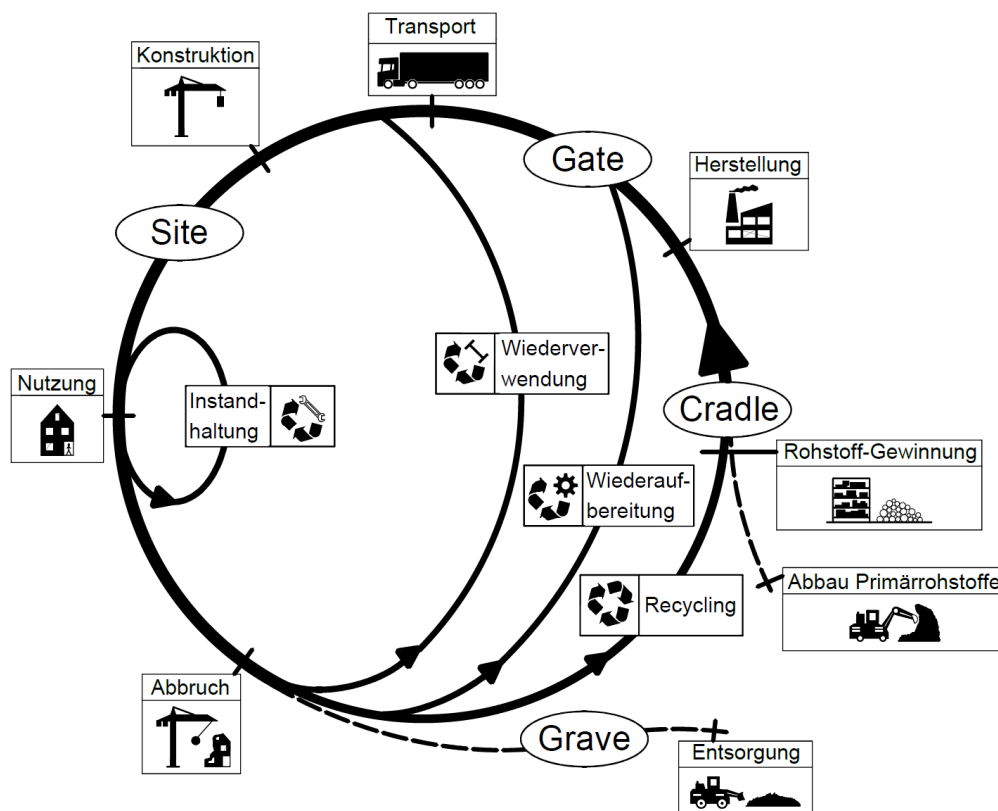 Transport
Konstruktion
Gate
Herstellung
Site
Wiederver-
wendung
Nutzung
Instand-
haltung
Cradle
Rohstoff-Gewinnung
Wiederauf-
bereitung
Abbau Primärrohstoffe
Recycling
Abbruch
Grave
Entsorgung